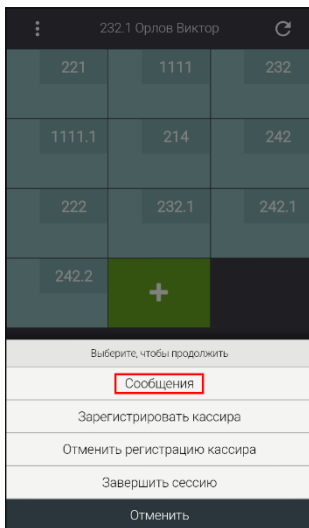 232.1 Орлов Виктор
221 1111 232
1111.1 214 242
222 232.1 242.1
242.2
Выберите, чтобы продолжить
Сообщения
Зарегистрировать кассира
Отменить регистрацию кассира
Завершить сессию
Отменить